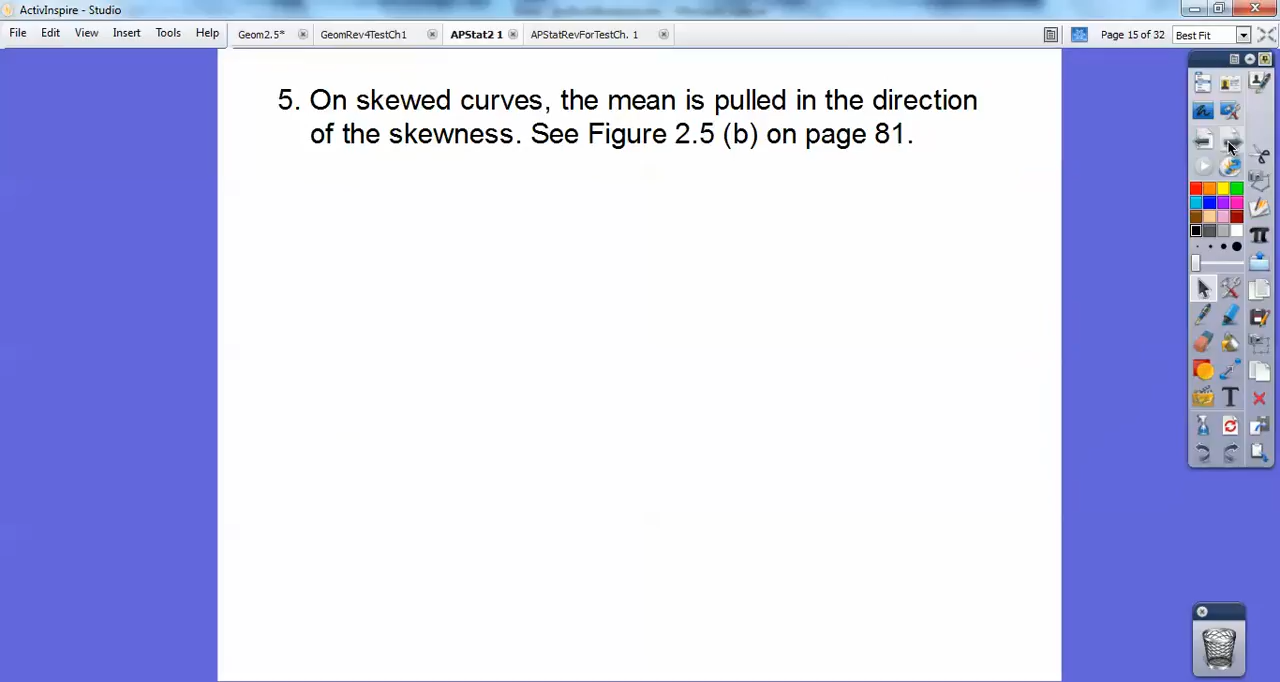 ActivInspire - Studio
File Edit View Insert Tools Help
Geom2.5* GeomRev4TestCh1 APStat2 1 APStatRevForTestCh. 1
Page 15 of 32 Best Fit
5. On skewed curves, the mean is pulled in the direction
of the skewness. See Figure 2.5 (b) on page 81.
T